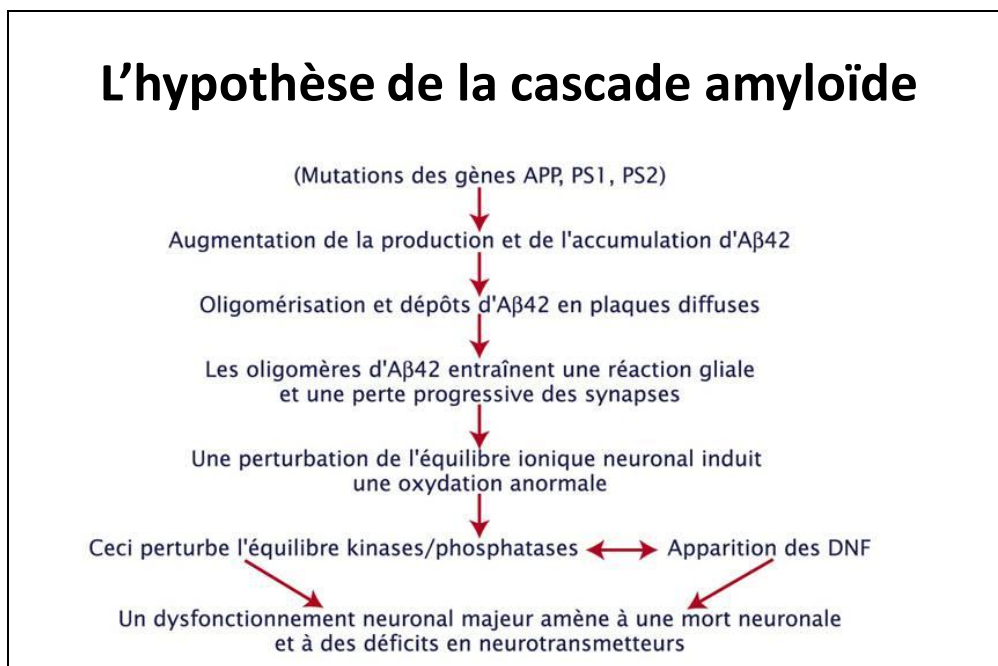 L’hypothèse de la cascade amyloïde
(Mutations des gènes APP, PS1, PS2)
Augmentation de la production et de l'accumulation d'Aβ42
Oligomérisation et dépôts d'Aβ42 en plaques diffuses
Les oligomères d'Aβ42 entraînent une réaction gliale
et une perte progressive des synapses
Une perturbation de l'équilibre ionique neuronal induit
une oxydation anormale
Ceci perturbe l'équilibre kinases/phosphatases
Apparition des DNF
Un dysfonctionnement neuronal majeur amène à une mort neuronale
et à des déficits en neurotransmetteurs